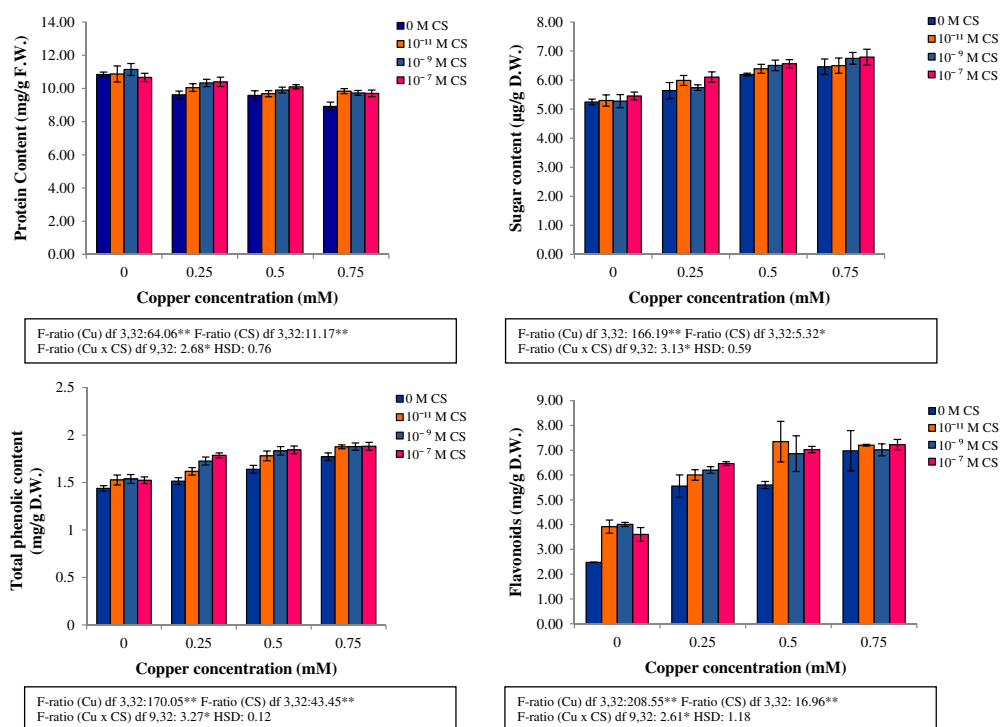 14.00
12.00
10.00
8.00
6.00
4.00
2.00
0.00
Protein Content (mg/g F.W.)
0 0.25 0.5 0.75
Copper concentration (mM)
0 M CS
10⁻¹¹ M CS
10⁻⁹ M CS
10⁻⁷ M CS
F-ratio (Cu) df 3,32:64.06** F-ratio (CS) df 3,32:11.17**
F-ratio (Cu x CS) df 9,32: 2.68* HSD: 0.76
8.00
7.00
6.00
5.00
4.00
3.00
2.00
1.00
0.00
Sugar content (µg/g D.W.)
0 0.25 0.5 0.75
Copper concentration (mM)
0 M CS
10⁻¹¹ M CS
10⁻⁹ M CS
10⁻⁷ M CS
F-ratio (Cu) df 3,32: 166.19** F-ratio (CS) df 3,32:5.32*
F-ratio (Cu x CS) df 9,32: 3.13* HSD: 0.59
2.5
2
1.5
1
0.5
0
Total phenolic content
(mg/g D.W.)
0 0.25 0.5 0.75
Copper concentration (mM)
0 M CS
10⁻¹¹ M CS
10⁻⁹ M CS
10⁻⁷ M CS
F-ratio (Cu) df 3,32:170.05** F-ratio (CS) df 3,32:43.45**
F-ratio (Cu x CS) df 9,32: 3.27* HSD: 0.12
9.00
8.00
7.00
6.00
5.00
4.00
3.00
2.00
1.00
0.00
Flavonoids (mg/g D.W.)
0 0.25 0.5 0.75
Copper concentration (mM)
0 M CS
10⁻¹¹ M CS
10⁻⁹ M CS
10⁻⁷ M CS
F-ratio (Cu) df 3,32:208.55** F-ratio (CS) df 3,32: 16.96**
F-ratio (Cu x CS) df 9,32: 2.61* HSD: 1.18